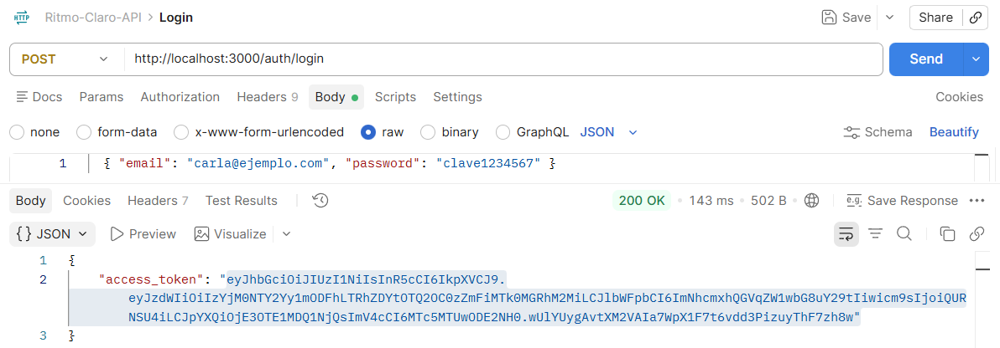 HTTP Ritmo-Claro-API > Login Save Share
POST http://localhost:3000/auth/login Send
Docs Params Authorization Headers 9 Body Scripts Settings Cookies
none form-data x-www-form-urlencoded raw binary GraphQL JSON Schema Beautify
1 { "email": "carla@ejemplo.com", "password": "clave1234567" }
Body Cookies Headers 7 Test Results 200 OK • 143 ms • 502 B • e.g. Save Response
{} JSON Preview Visualize
1 {
2 "access_token": "eyJhbGciOiJIUzI1NiIsInR5cCI6IkpXVCJ9.
eyJzdWIiOiIzYjM0NTY2Yy1mODFhLTRhZDYtOTQ2OC0zZmFiMTk0MGRhM2MiLCJlbWFpbCI6ImNhcmxhQGVqZW1wbG8uY29tIiwicm9sIjoiQUR
NSU4iLCJpYXQiOjE3OTE1MDQ1NjQsImV4cCI6MTc5MTUwODE2NH0.wUlYUygAvtXM2VAIa7WpX1F7t6vdd3PizuyThF7zh8w"
3 }